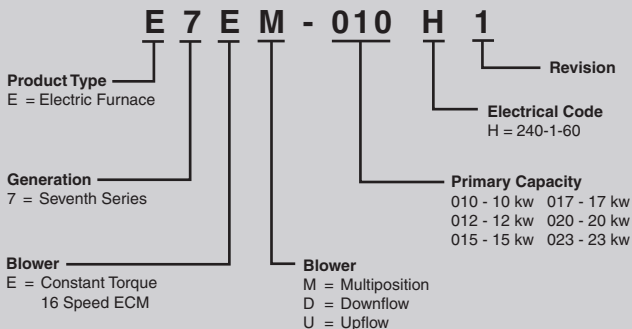 E 7 E M - 010 H 1
Product Type
E = Electric Furnace
Generation
7 = Seventh Series
Blower
E = Constant Torque
16 Speed ECM
Blower
M = Multiposition
D = Downflow
U = Upflow
Primary Capacity
010 - 10 kw 017 - 17 kw
012 - 12 kw 020 - 20 kw
015 - 15 kw 023 - 23 kw
Electrical Code
H = 240-1-60
Revision